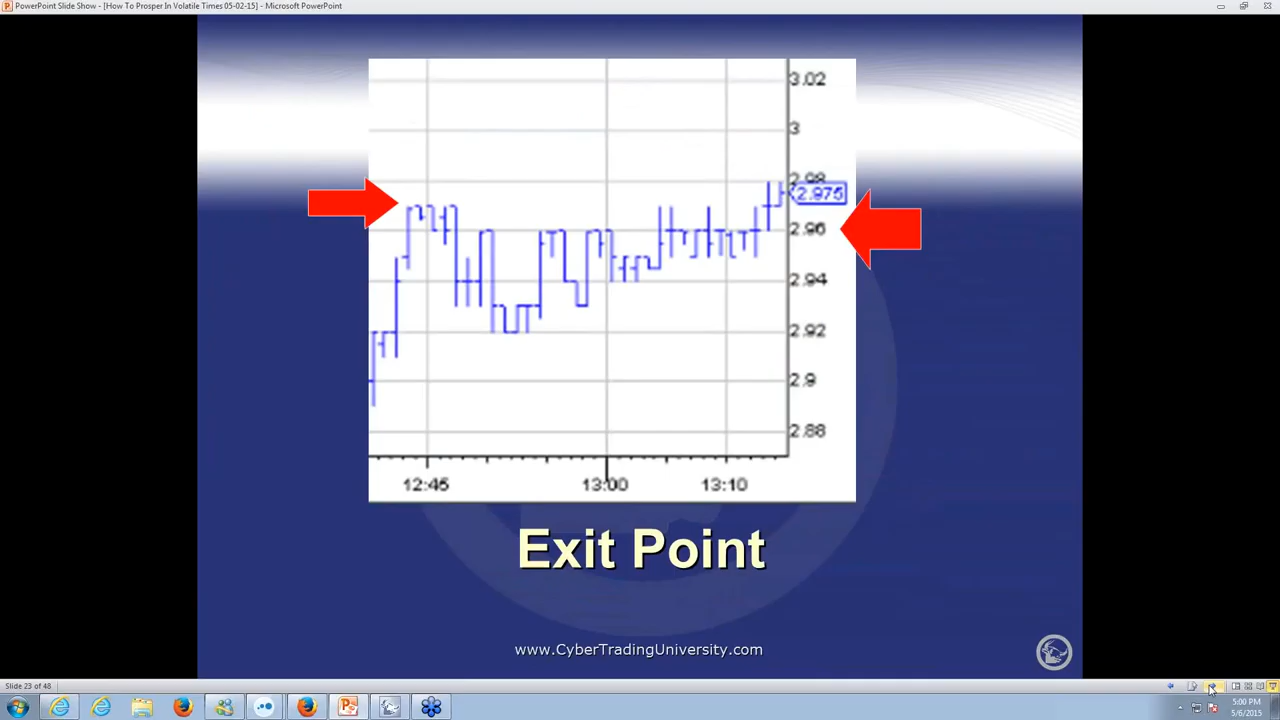 PowerPoint Slide Show - [How To Prosper In Volatile Times 05-02-15] - Microsoft PowerPoint
3.02
3
2.98
2.975
2.96
2.94
2.92
2.9
2.88
12:45 13:00 13:10
Exit Point
www.CyberTradingUniversity.com
Slide 23 of 48
5:00 PM
5/6/2015